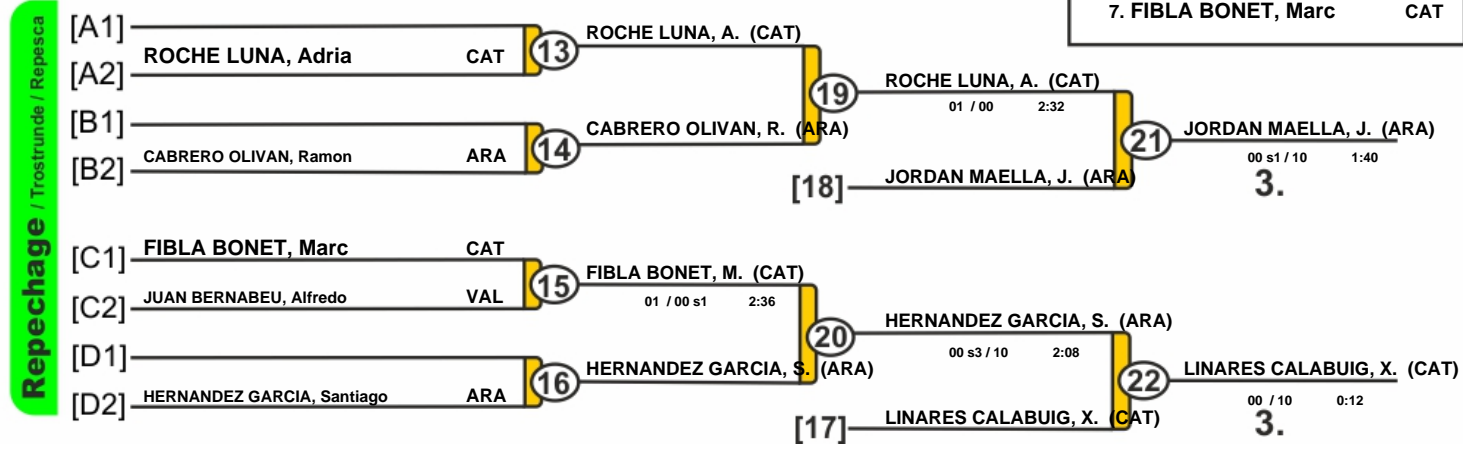 7. FIBLA BONET, Marc CAT
Repechage / Trostrunde / Repesca
[A1]
ROCHE LUNA, Adria CAT
[A2]
13
ROCHE LUNA, A. (CAT)
[B1]
CABRERO OLIVAN, Ramon ARA
[B2]
14
CABRERO OLIVAN, R. (ARA)
19
ROCHE LUNA, A. (CAT)
01 / 00 2:32
[18]
JORDAN MAELLA, J. (ARA)
21
JORDAN MAELLA, J. (ARA)
00 s1 / 10 1:40
3.
[C1]
FIBLA BONET, Marc CAT
[C2]
JUAN BERNABEU, Alfredo VAL
15
FIBLA BONET, M. (CAT)
01 / 00 s1 2:36
[D1]
[D2]
HERNANDEZ GARCIA, Santiago ARA
16
HERNANDEZ GARCIA, S. (ARA)
20
HERNANDEZ GARCIA, S. (ARA)
00 s3 / 10 2:08
[17]
LINARES CALABUIG, X. (CAT)
22
LINARES CALABUIG, X. (CAT)
00 / 10 0:12
3.